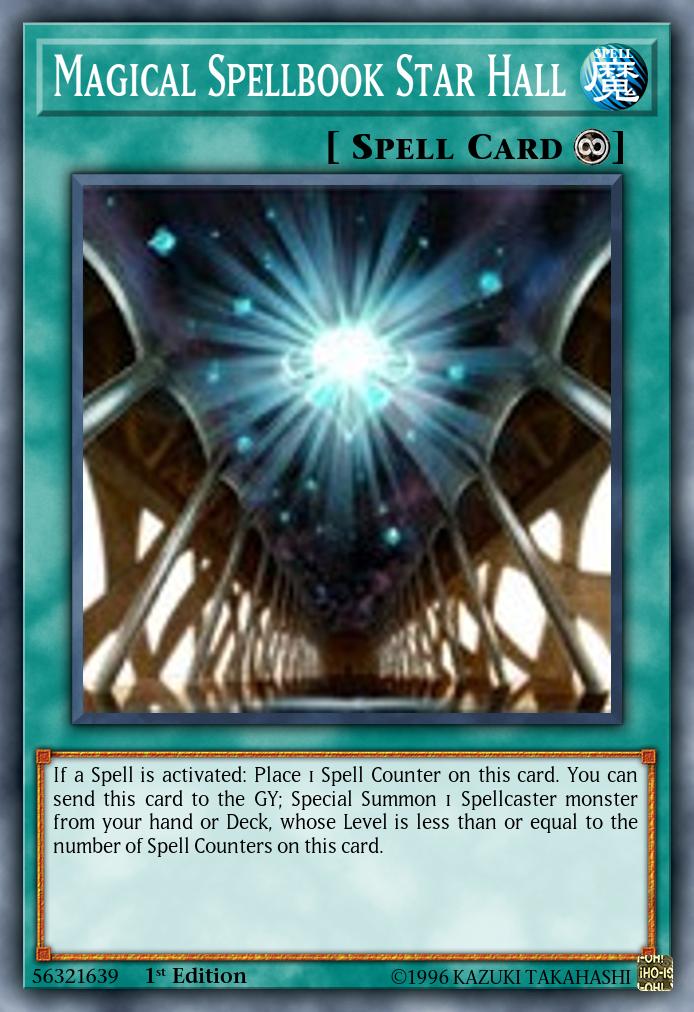 MAGICAL SPELLBOOK STAR HALL
SPELL
魔
[ SPELL CARD ]
If a Spell is activated: Place 1 Spell Counter on this card. You can
send this card to the GY; Special Summon 1 Spellcaster monster
from your hand or Deck, whose Level is less than or equal to the
number of Spell Counters on this card.
56321639 1st Edition ©1996 KAZUKI TAKAHASHI